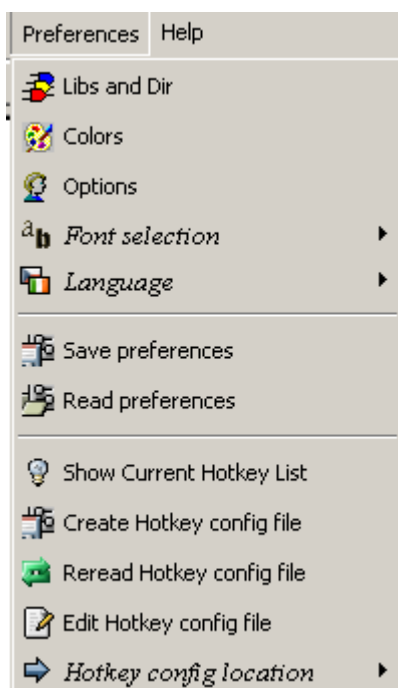 Preferences Help
Libs and Dir
Colors
Options
ab Font selection
Language
Save preferences
Read preferences
Show Current Hotkey List
Create Hotkey config file
Reread Hotkey config file
Edit Hotkey config file
Hotkey config location